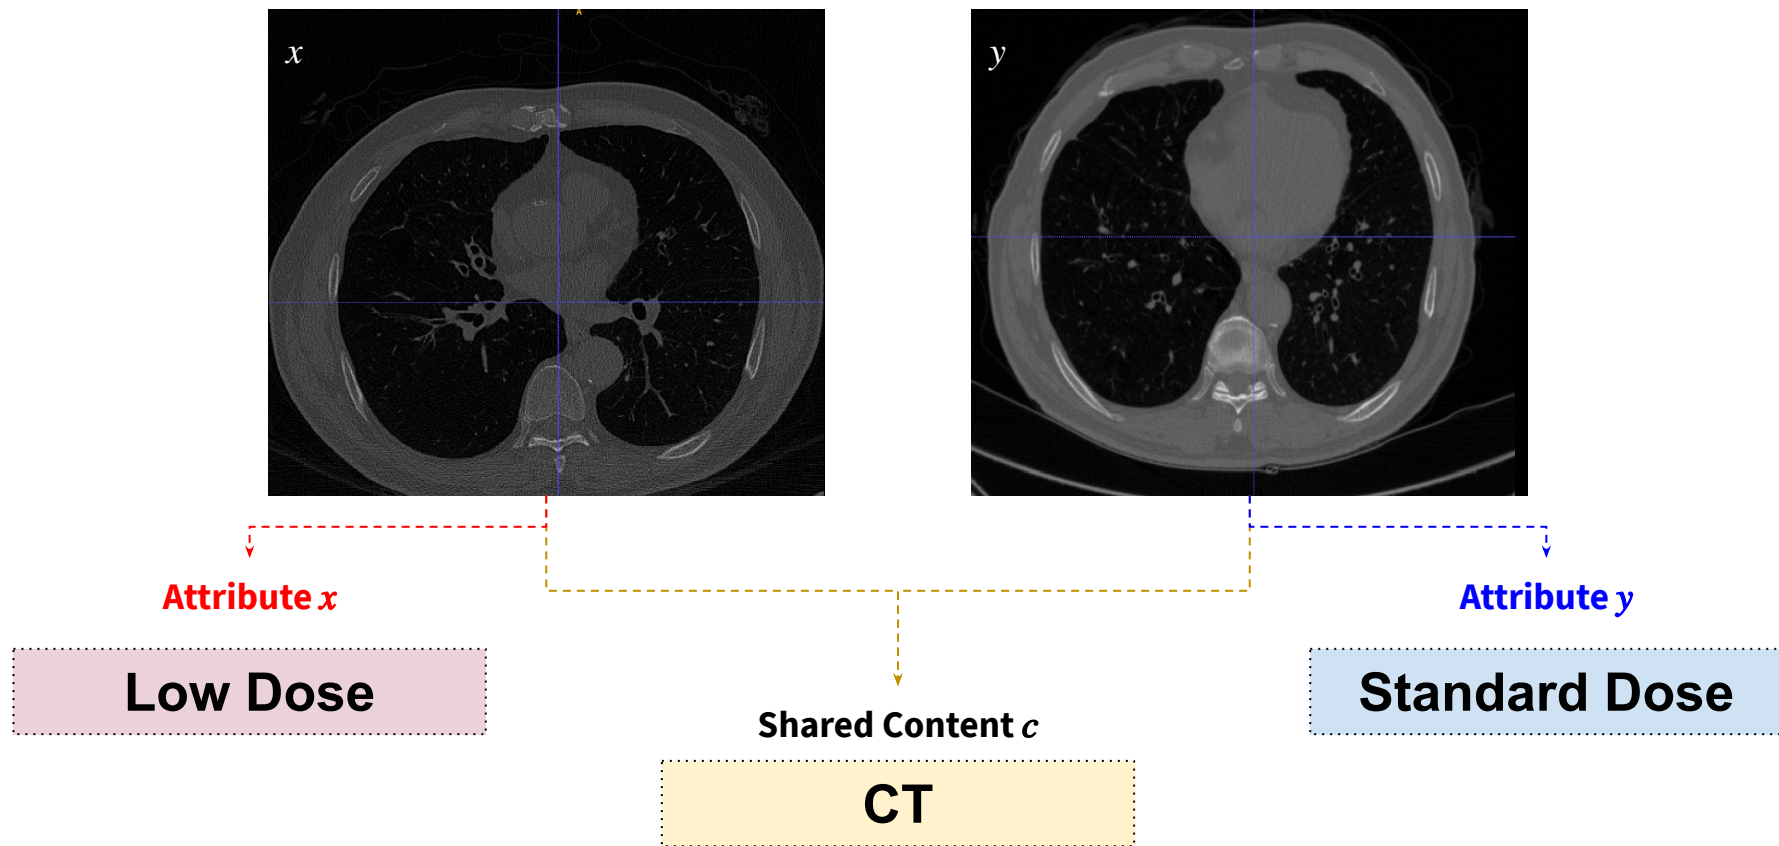 A
x
y
Attribute x
Attribute y
Low Dose
Standard Dose
Shared Content c
CT